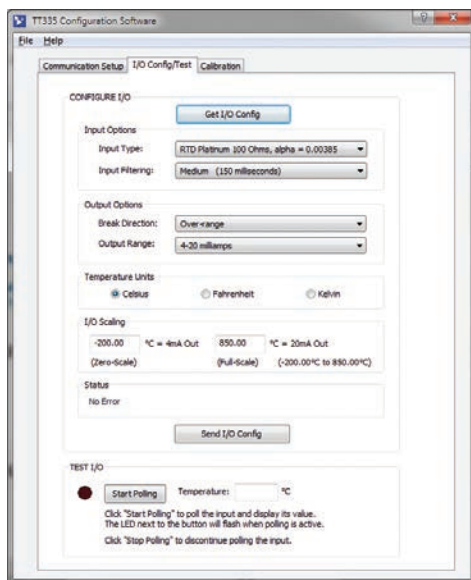 TT335 Configuration Software
File Help
Communication Setup I/O Config/Test Calibration
CONFIGURE I/O
Get I/O Config
Input Options
Input Type: RTD Platinum 100 Ohms, alpha = 0.00385
Input Filtering: Medium (150 miliseconds)
Output Options
Break Direction: Over-range
Output Range: 4-20 milliamps
Temperature Units
Celsius Fahrenheit Kelvin
I/O Scaling
-200.00 °C = 4mA Out 850.00 °C = 20mA Out
(Zero-Scale) (Full-Scale) (-200.00°C to 850.00°C)
Status
No Error
Send I/O Config
TEST I/O
Start Polling Temperature: °C
Click "Start Polling" to poll the input and display its value.
The LED next to the button will flash when polling is active.
Click "Stop Polling" to discontinue polling the input.